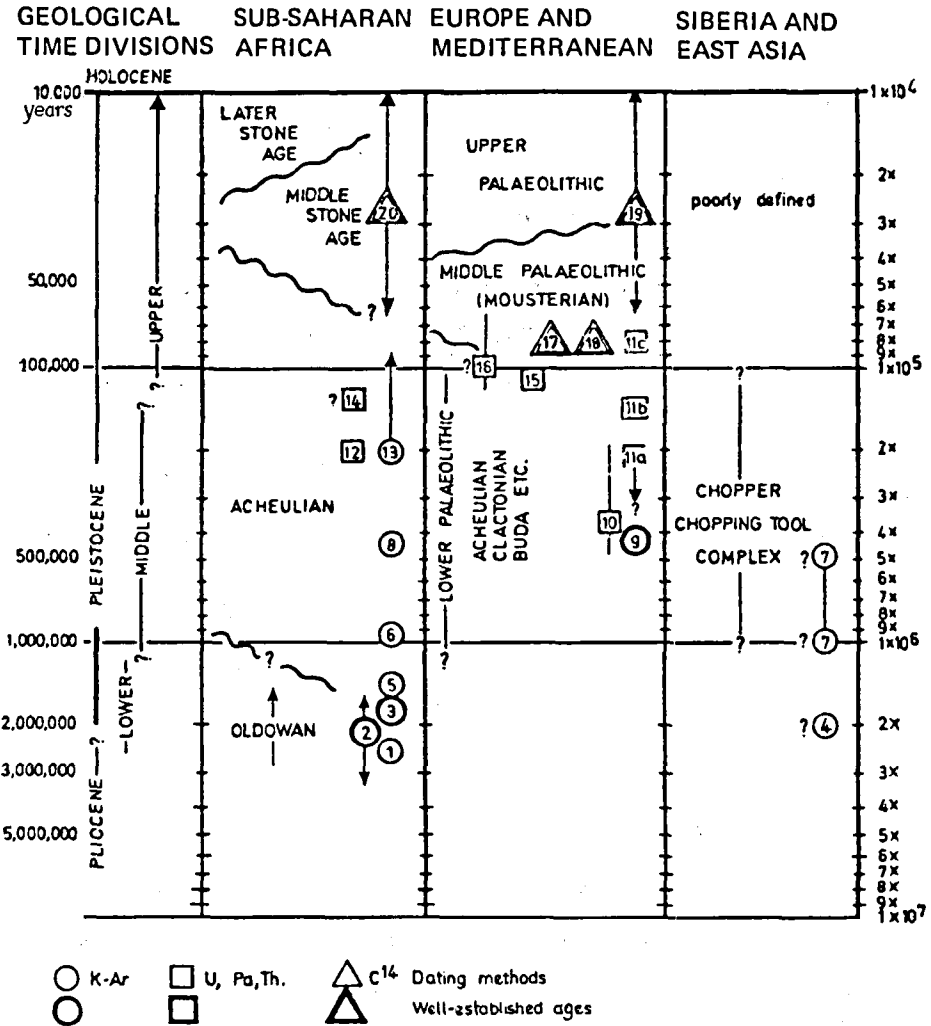 GEOLOGICAL
TIME DIVISIONS
SUB-SAHARAN
AFRICA
EUROPE AND
MEDITERRANEAN
SIBERIA AND
EAST ASIA
HOLOCENE
10.000
years
50,000
100,000
500,000
1,000,000
2,000,000
3,000,000
5,000,000
PLIOCENE—?—PLEISTOCENE
UPPER
?
?
MIDDLE
?
LOWER
LATER
STONE
AGE
MIDDLE
STONE
AGE
20
?
? 14
12
13
ACHEULIAN
8
6
?
5
3
OLDOWAN
2
1
UPPER
PALAEOLITHIC
19
MIDDLE PALAEOLITHIC
(MOUSTERIAN)
17
18
11c
? 16
15
11b
11a
?
10
9
LOWER PALAEOLITHIC
?
ACHEULIAN
CLACTONIAN
BUDA ETC.
poorly defined
?
CHOPPER
CHOPPING TOOL
COMPLEX
? 7
?
? 7
? 4
1x10⁴
2x
3x
4x
5x
6x
7x
8x
9x
1x10⁵
2x
3x
4x
5x
6x
7x
8x
9x
1x10⁶
2x
3x
4x
5x
6x
7x
8x
9x
1x10⁷
K-Ar
U, Pa,Th.
C¹⁴ Dating methods
Well-established ages